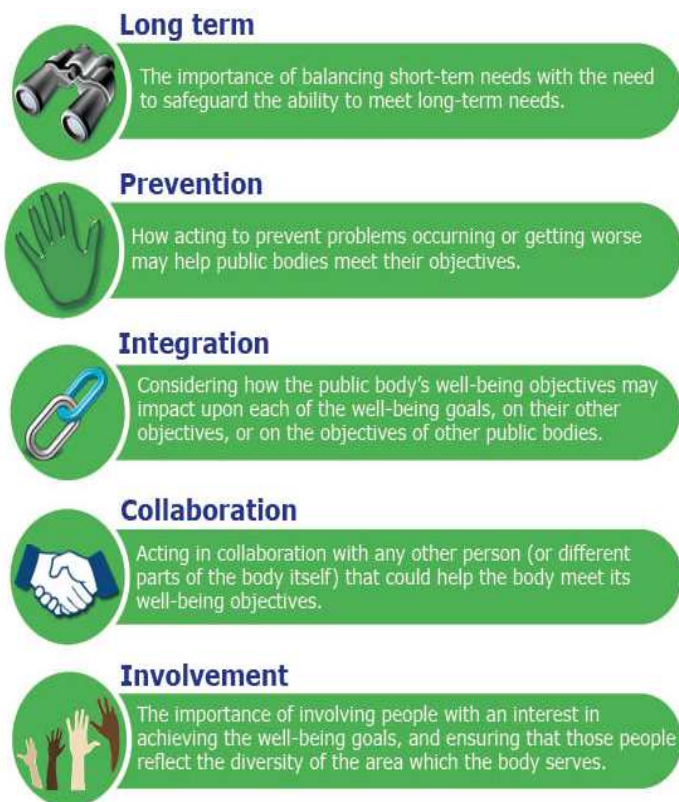 Long term
The importance of balancing short-tem needs with the need
to safeguard the ability to meet long-term needs.
Prevention
How acting to prevent problems occurring or getting worse
may help public bodies meet their objectives.
Integration
Considering how the public body's well-being objectives may
impact upon each of the well-being goals, on their other
objectives, or on the objectives of other public bodies.
Collaboration
Acting in collaboration with any other person (or different
parts of the body itself) that could help the body meet its
well-being objectives.
Involvement
The importance of involving people with an interest in
achieving the well-being goals, and ensuring that those people
reflect the diversity of the area which the body serves.